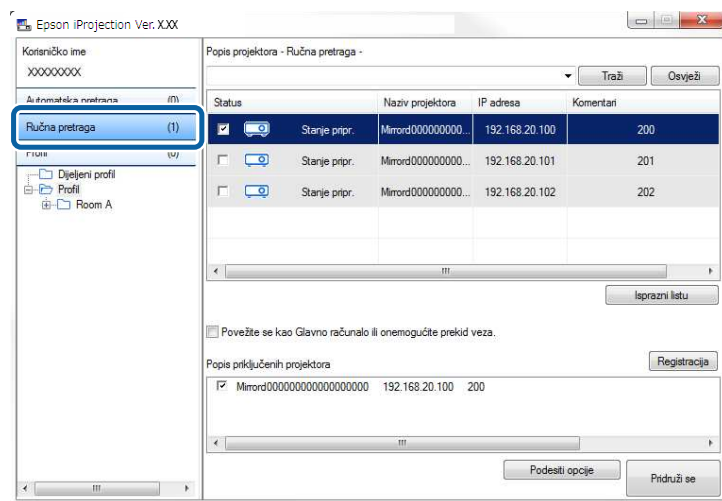 Epson iProjection Ver. X.XX
Korisničko ime
XXXXXXXX
Automatska pretraga (0)
Ručna pretraga (1)
Profil (0)
Dijeljeni profil
Profil
Room A
Popis projektora - Ručna pretraga -
Traži Osvježi
Status Naziv projektora IP adresa Komentari
Stanje pripr. Mirrord000000000... 192.168.20.100 200
Stanje pripr. Mirrord000000000... 192.168.20.101 201
Stanje pripr. Mirrord000000000... 192.168.20.102 202
Isprazni listu
Povežite se kao Glavno računalo ili onemogućite prekid veza.
Popis priključenih projektora Registracija
Mirrord000000000000000000 192.168.20.100 200
Podesiti opcije Pridruži se